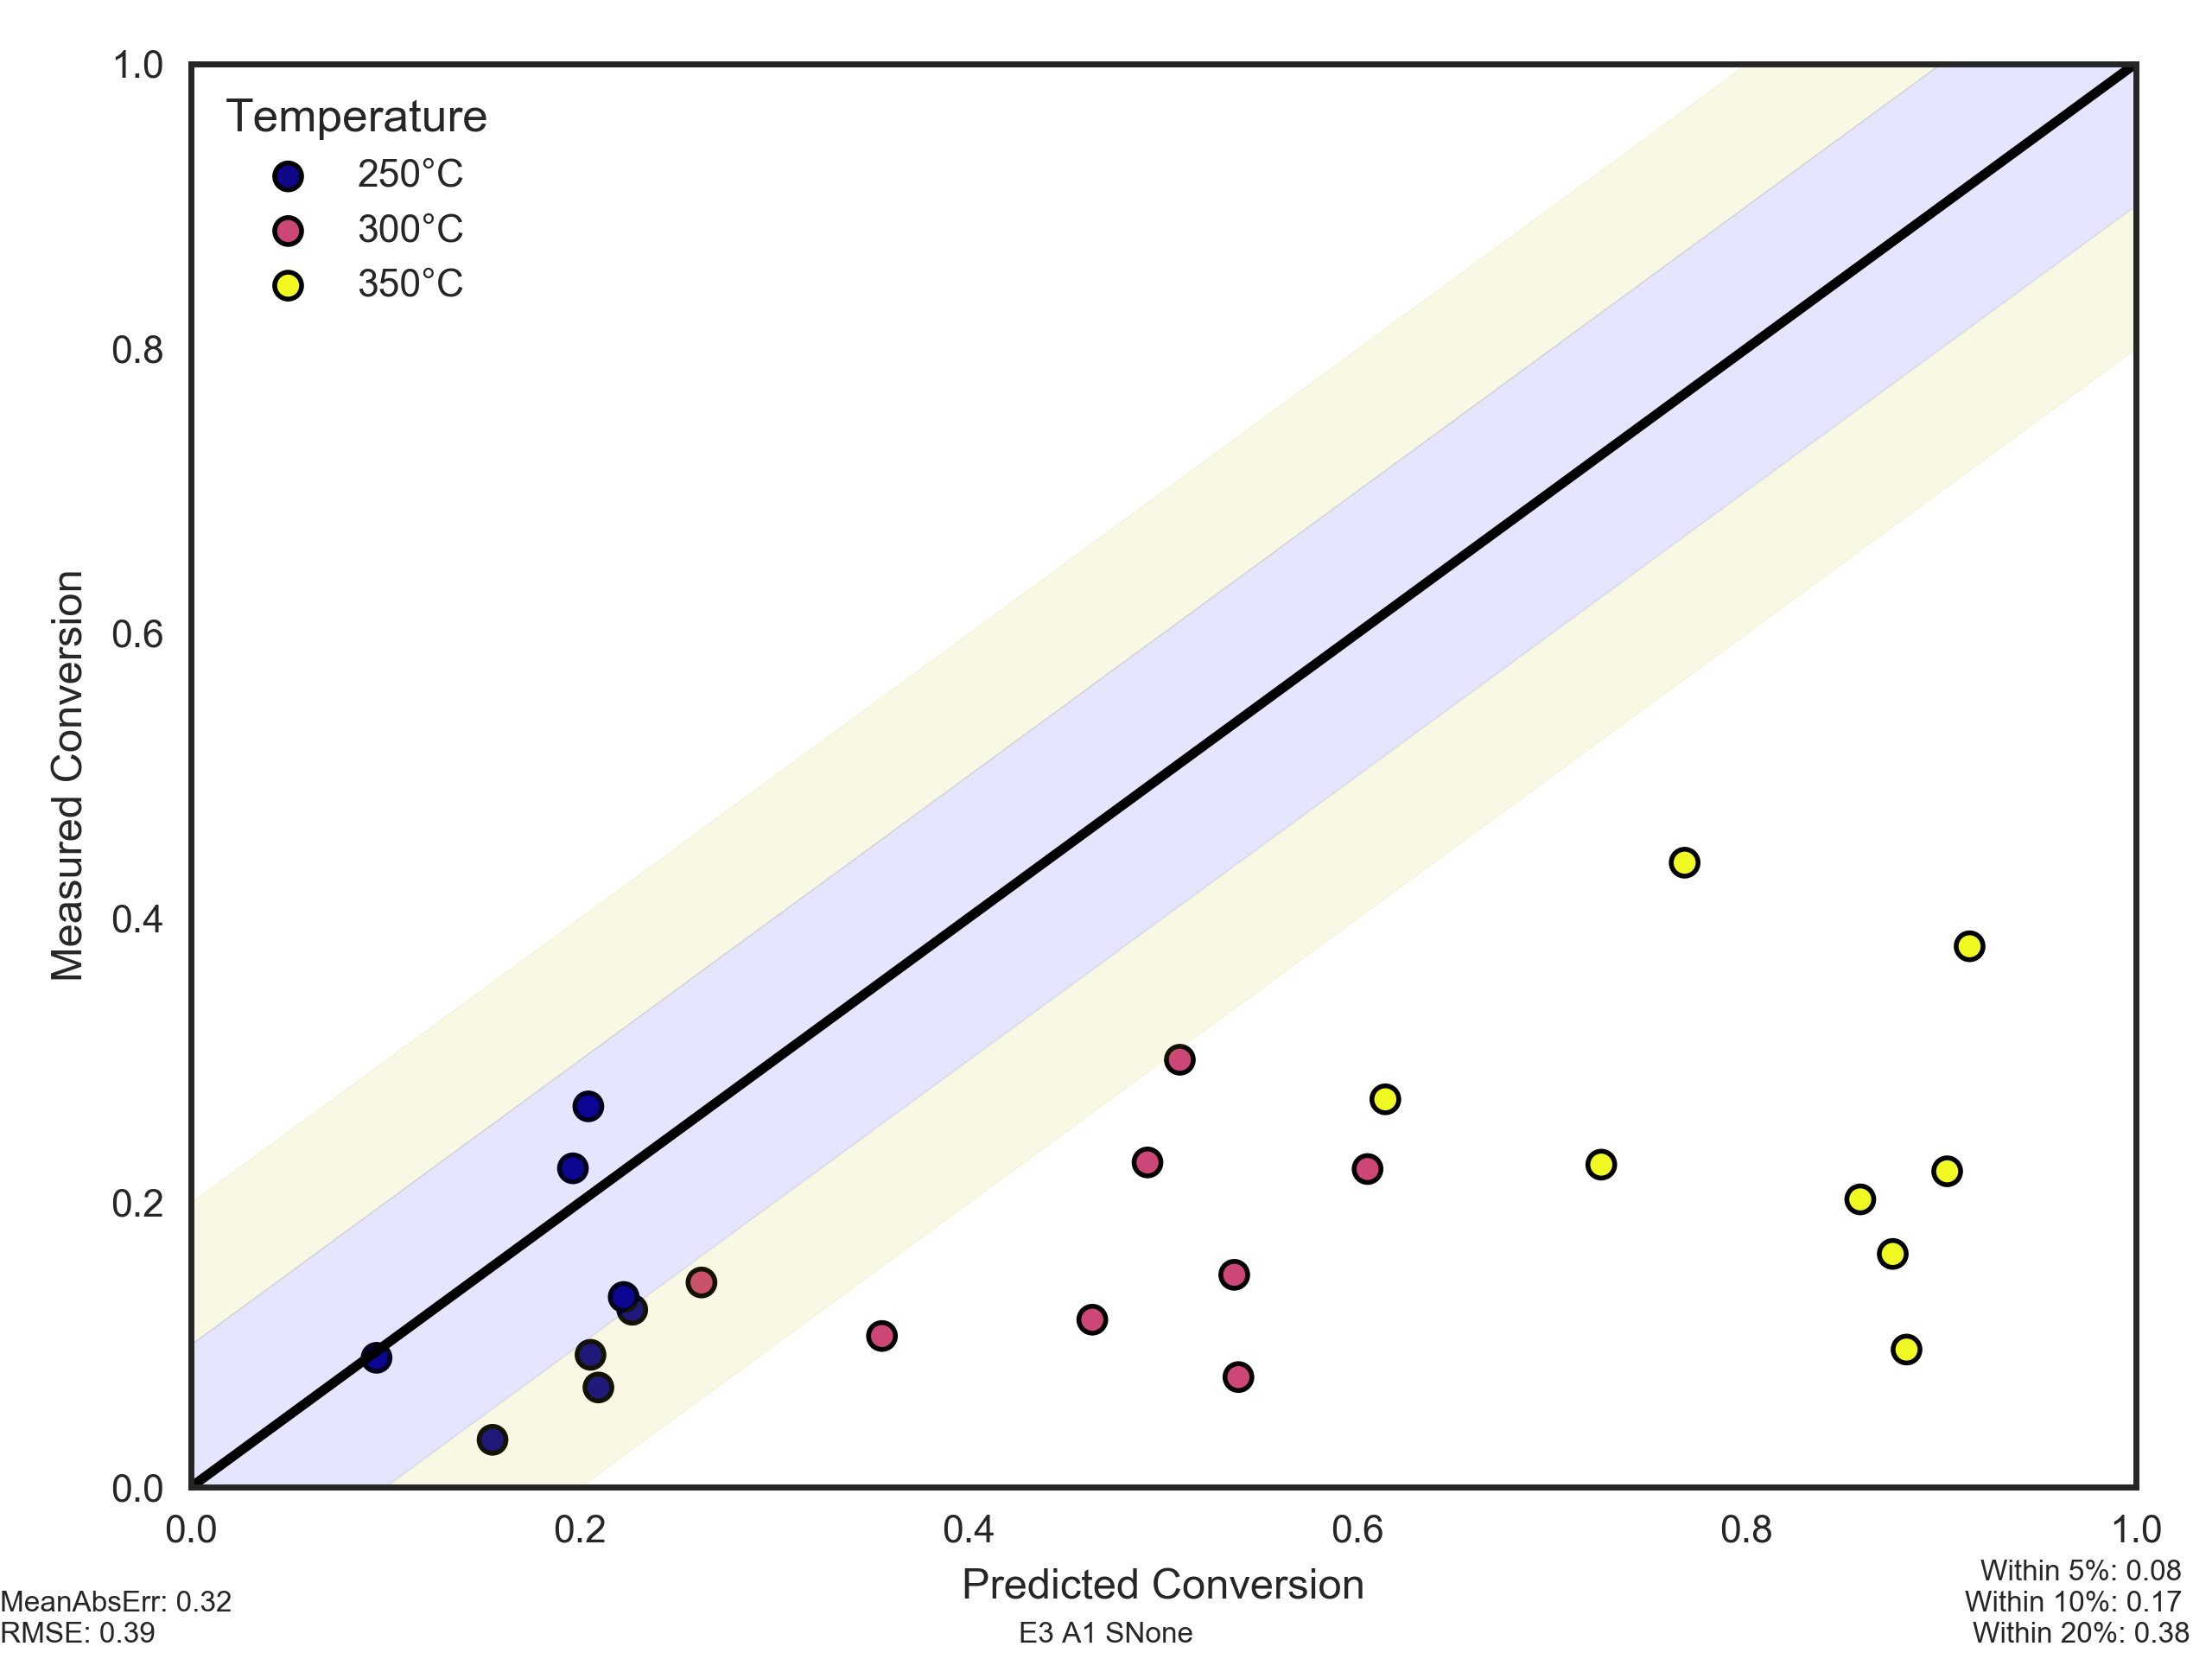 Temperature
250°C
300°C
350°C
1.0
0.8
0.6
0.4
0.2
0.0
Measured Conversion
0.0 0.2 0.4 0.6 0.8 1.0
Predicted Conversion
E3 A1 SNone
MeanAbsErr: 0.32
RMSE: 0.39
Within 5%: 0.08
Within 10%: 0.17
Within 20%: 0.38